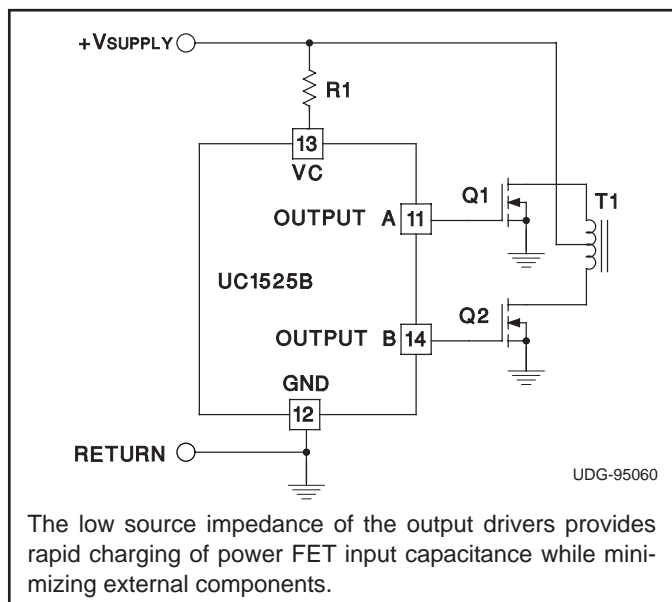 +VSUPPLY
R1
13
VC
Q1
T1
OUTPUT A 11
UC1525B
Q2
OUTPUT B 14
GND
12
RETURN
UDG-95060
The low source impedance of the output drivers provides
rapid charging of power FET input capacitance while mini-
mizing external components.